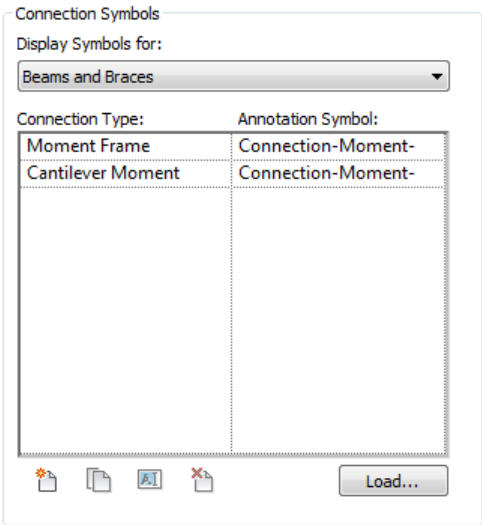 Connection Symbols
Display Symbols for:
Beams and Braces
Connection Type: Annotation Symbol:
Moment Frame Connection-Moment-
Cantilever Moment Connection-Moment-
Load...